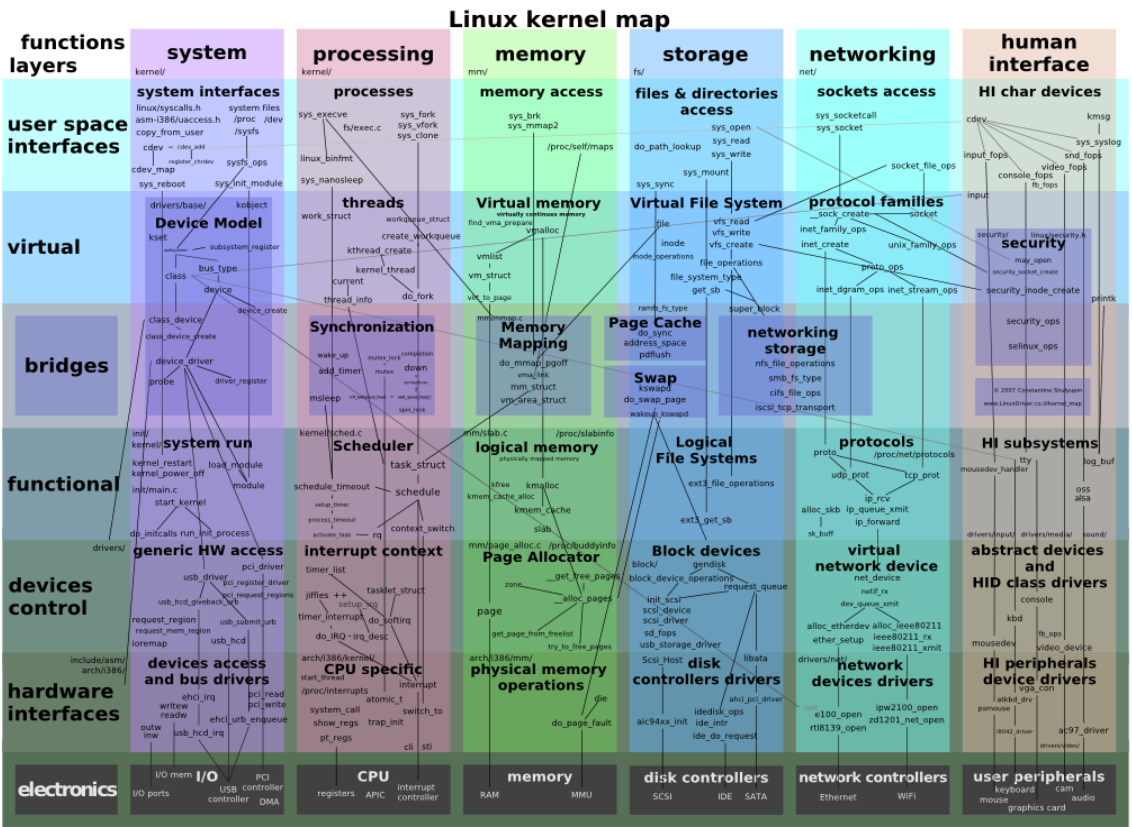 Linux kernel map
functions
layers
system
kernel/
processing
kernel/
memory
mm/
storage
fs/
networking
net/
human
interface
user space
interfaces
system interfaces
linux/syscalls.h
asm-i386/uaccess.h
copy_from_user
system files
/proc /dev
/sysfs
cdev
cdev_add
register_chrdev
cdev_map
sysfs_ops
sys_reboot
sys_init_module
processes
sys_execve
sys_fork
sys_vfork
sys_clone
fs/exec.c
linux_binfmt
sys_nanosleep
memory access
sys_brk
sys_mmap2
/proc/self/maps
files & directories
access
sys_open
sys_read
sys_write
do_path_lookup
sys_mount
sys_sync
sockets access
sys_socketcall
sys_socket
socket_file_ops
HI char devices
cdev
kmsg
sys_syslog
input_fops
snd_fops
video_fops
console_fops
fb_fops
input
virtual
drivers/base/
kobject
Device Model
kset
subsystem_register
bus_type
class
device
device_create
threads
work_struct
workqueue_struct
create_workqueue
kthread_create
kernel_thread
current
thread_info
do_fork
Virtual memory
virtually continues memory
find_vma_prepare
vmalloc
vmlist
vm_struct
virt_to_page
Virtual File System
file
vfs_read
vfs_write
vfs_create
inode
inode_operations
file_operations
file_system_type
get_sb
super_block
protocol families
sock_create
socket
inet_family_ops
inet_create
unix_family_ops
proto_ops
inet_dgram_ops
inet_stream_ops
security/
linux/security.h
security
may_open
security_socket_create
security_inode_create
printk
bridges
class_device
class_device_create
device_driver
probe
driver_register
Synchronization
wake_up
mutex_lock
completion
mutex
down
add_timer
msleep
spin_lock
mm/mmap.c
Memory
Mapping
do_mmap_pgoff
vma_link
mm_struct
vm_area_struct
ramfs_fs_type
Page Cache
do_sync
address_space
pdflush
Swap
kswapd
do_swap_page
wakeup_kswapd
networking
storage
nfs_file_operations
smb_fs_type
cifs_file_ops
iscsi_tcp_transport
security_ops
selinux_ops
© 2007 Constantine Shulyupin
www.LinuxDriver.co.il/kernel_map
functional
init/
kernel/
system run
kernel_restart
kernel_power_off
load_module
module
init/main.c
start_kernel
do_initcalls
run_init_process
kernel/sched.c
Scheduler
task_struct
schedule_timeout
setup_timer
schedule
process_timeout
activate_task
rq
context_switch
mm/slab.c
/proc/slabinfo
logical memory
physically mapped memory
kfree
kmalloc
kmem_cache_alloc
kmem_cache
slab
Logical
File Systems
ext3_file_operations
ext3_get_sb
protocols
proto
/proc/net/protocols
udp_prot
tcp_prot
ip_rcv
alloc_skb
ip_queue_xmit
sk_buff
ip_forward
HI subsystems
tty
mousedev_handler
log_buf
oss
alsa
devices
control
drivers/
generic HW access
pci_driver
usb_driver
pci_register_driver
pci_request_regions
usb_hcd_giveback_urb
request_region
request_mem_region
ioremap
usb_submit_urb
usb_hcd
interrupt context
timer_list
jiffies ++
tasklet_struct
setup_irq
timer_interrupt
do_softirq
do_IRQ
irq_desc
mm/page_alloc.c
/proc/buddyinfo
Page Allocator
__get_free_pages
zone
__alloc_pages
page
get_page_from_freelist
try_to_free_pages
Block devices
block/
gendisk
block_device_operations
request_queue
init_scsi
scsi_device
scsi_driver
sd_fops
usb_storage_driver
virtual
network device
net_device
netif_rx
dev_queue_xmit
alloc_etherdev
alloc_ieee80211
ether_setup
ieee80211_rx
ieee80211_xmit
drivers/input/
drivers/media/
sound/
abstract devices
and
HID class drivers
console
kbd
fb_ops
mousedev
video_device
hardware
interfaces
include/asm/
arch/i386/
devices access
and bus drivers
ehci_irq
pci_read
pci_write
writew
readw
ehci_urb_enqueue
outw
inw
usb_hcd_irq
arch/i386/kernel/
CPU specific
start_thread
/proc/interrupts
interrupt
atomic_t
system_call
switch_to
show_regs
trap_init
pt_regs
cli
sti
arch/i386/mm/
physical memory
operations
die
do_page_fault
Scsi_Host
libata
disk
controllers drivers
ahci_pci_driver
idedisk_ops
aic94xx_init
ide_intr
ide_do_request
drivers/net/
network
devices drivers
net
e100_open
ipw2100_open
rtl8139_open
zd1201_net_open
HI peripherals
device drivers
vga_con
atkbd_drv
psmouse
i8042_driver
ac97_driver
drivers/video/
electronics
I/O
I/O mem
I/O ports
USB
controller
PCI
controller
DMA
CPU
registers
APIC
interrupt
controller
memory
RAM
MMU
disk controllers
SCSI
IDE
SATA
network controllers
Ethernet
WiFi
user peripherals
keyboard
cam
mouse
audio
graphics card